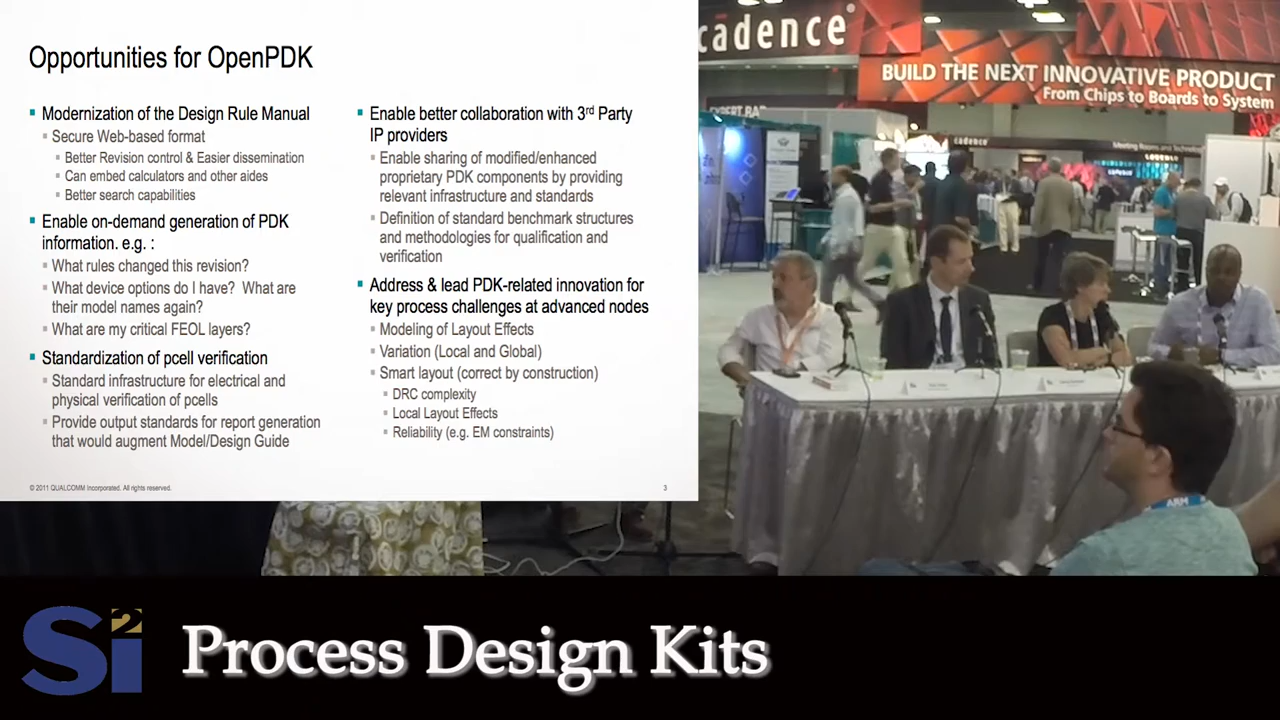 Opportunities for OpenPDK
Modernization of the Design Rule Manual
Secure Web-based format
Better Revision control & Easier dissemination
Can embed calculators and other aides
Better search capabilities
Enable on-demand generation of PDK
information. e.g. :
What rules changed this revision?
What device options do I have? What are
their model names again?
What are my critical FEOL layers?
Standardization of pcell verification
Standard infrastructure for electrical and
physical verification of pcells
Provide output standards for report generation
that would augment Model/Design Guide
Enable better collaboration with 3rd Party
IP providers
Enable sharing of modified/enhanced
proprietary PDK components by providing
relevant infrastructure and standards
Definition of standard benchmark structures
and methodologies for qualification and
verification
Address & lead PDK-related innovation for
key process challenges at advanced nodes
Modeling of Layout Effects
Variation (Local and Global)
Smart layout (correct by construction)
DRC complexity
Local Layout Effects
Reliability (e.g. EM constraints)
© 2011 QUALCOMM Incorporated. All rights reserved.
3
cadence
BUILD THE NEXT INNOVATIVE PRODUCT
From Chips to Boards to System
cadence
cadence
ARM
Si2
Process Design Kits